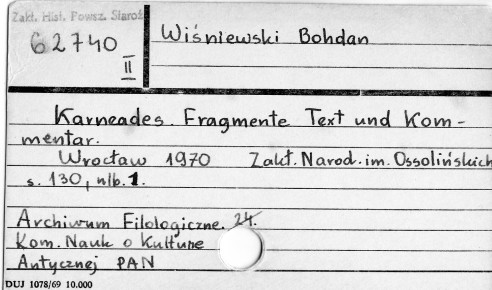 Zakł. Hist. Powsz. Staroż
62740
II
Wiśniewski Bohdan
Karneades. Fragmente Text und Kom-
mentar.
Wrocław 1970 Zakł. Narod. im. Ossolińskich
s. 130, nlb. 1.
Archiwum Filologiczne. 24.
Kom. Nauk o Kulturze
Antycznej PAN
DUJ 1078/69 10.000